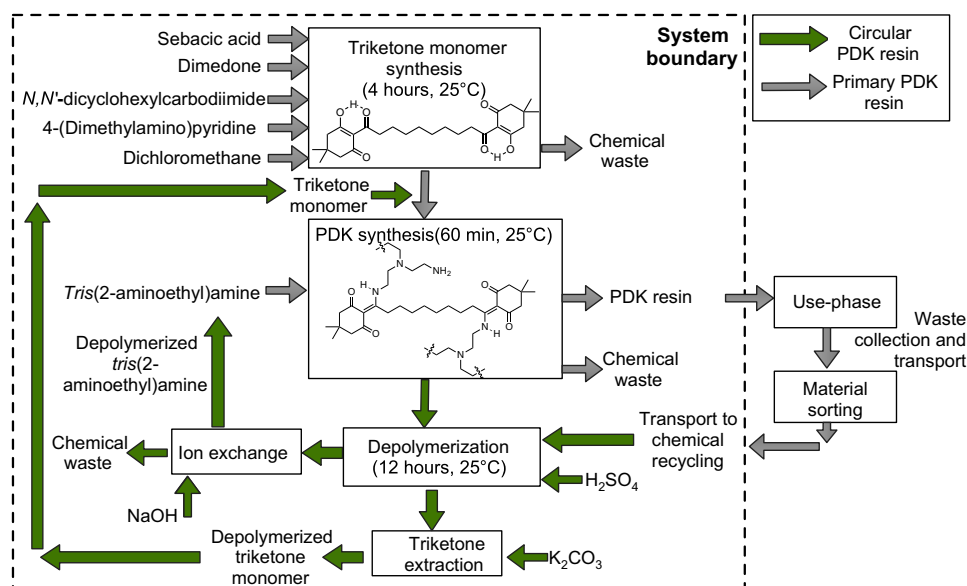 Sebacic acid
Dimedone
N,N'-dicyclohexylcarbodiimide
4-(Dimethylamino)pyridine
Dichloromethane
Triketone monomer
synthesis
(4 hours, 25°C)
O
H
O
O
O
O
O
H
Chemical
waste
System
boundary
Circular
PDK resin
Primary PDK
resin
Triketone
monomer
PDK synthesis(60 min, 25°C)
N
NH2
H
N
O
O
O
O
N
H
N
Tris(2-aminoethyl)amine
PDK resin
Chemical
waste
Use-phase
Waste
collection and
transport
Material
sorting
Depolymerized
tris(2-
aminoethyl)amine
Chemical
waste
Ion exchange
NaOH
Depolymerization
(12 hours, 25°C)
Transport to
chemical
recycling
H2SO4
Depolymerized
triketone
monomer
Triketone
extraction
K2CO3